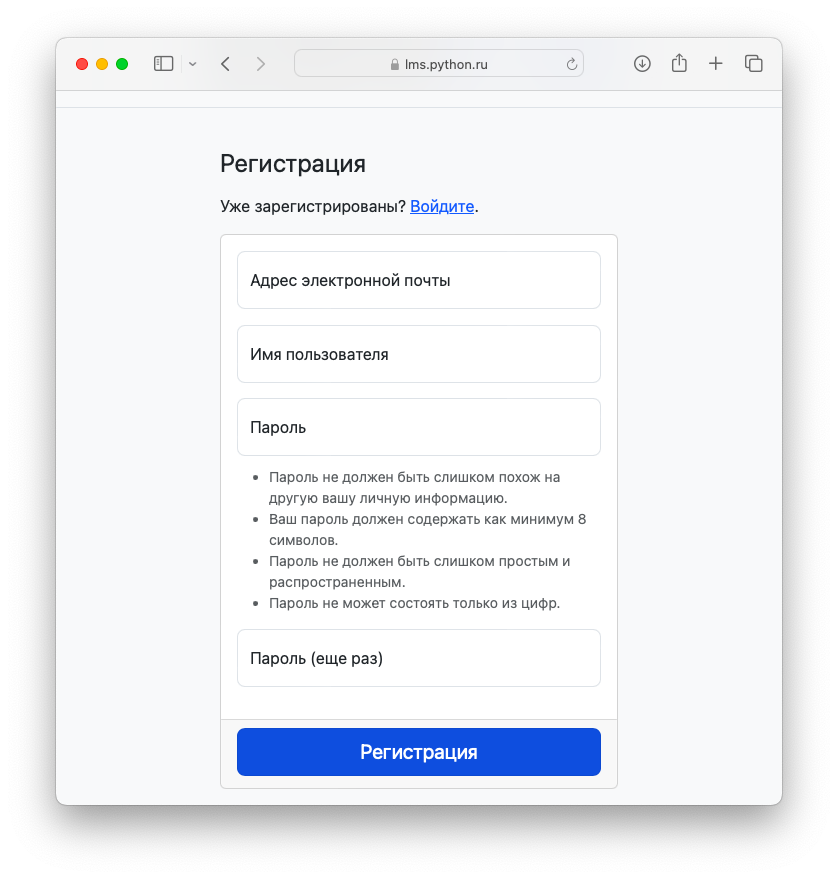 lms.python.ru
Регистрация
Уже зарегистрированы? Войдите.
Адрес электронной почты
Имя пользователя
Пароль
• Пароль не должен быть слишком похож на
другую вашу личную информацию.
• Ваш пароль должен содержать как минимум 8
символов.
• Пароль не должен быть слишком простым и
распространенным.
• Пароль не может состоять только из цифр.
Пароль (еще раз)
Регистрация